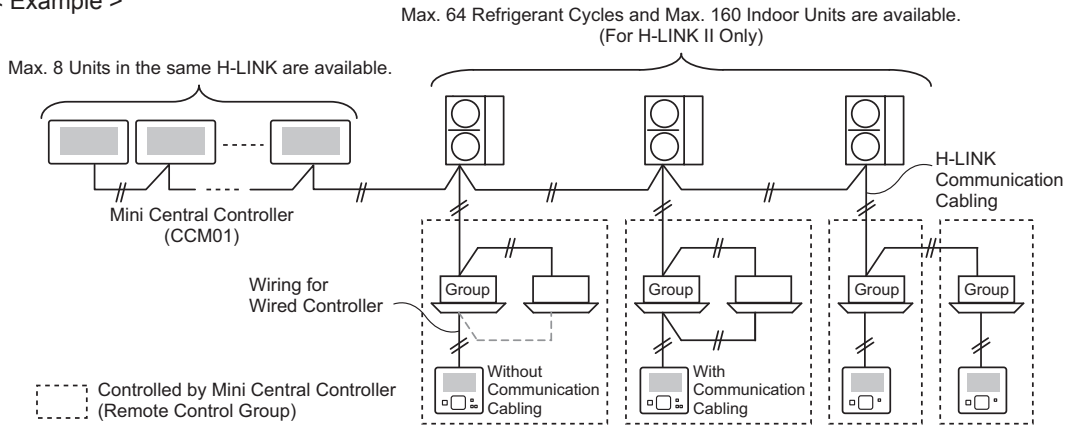 < Example >
Max. 64 Refrigerant Cycles and Max. 160 Indoor Units are available.
(For H-LINK II Only)
Max. 8 Units in the same H-LINK are available.
Mini Central Controller
(CCM01)
H-LINK
Communication
Cabling
Wiring for
Wired Controller
Group
Group
Group
Group
Without
Communication
Cabling
With
Communication
Cabling
Controlled by Mini Central Controller
(Remote Control Group)